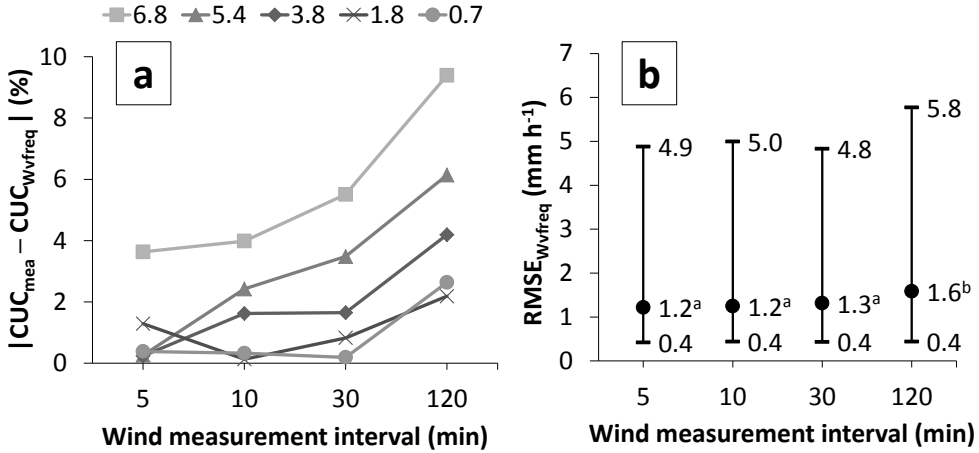 6.8 5.4 3.8 1.8 0.7
a
|CUCmea – CUCWvfreq | (%)
10
8
6
4
2
0
5 10 30 120
Wind measurement interval (min)
b
RMSEWvfreq (mm h-1)
7
6
5
4
3
2
1
0
4.9 5.0 4.8 5.8
1.2a 1.2a 1.3a 1.6b
0.4 0.4 0.4 0.4
5 10 30 120
Wind measurement interval (min)